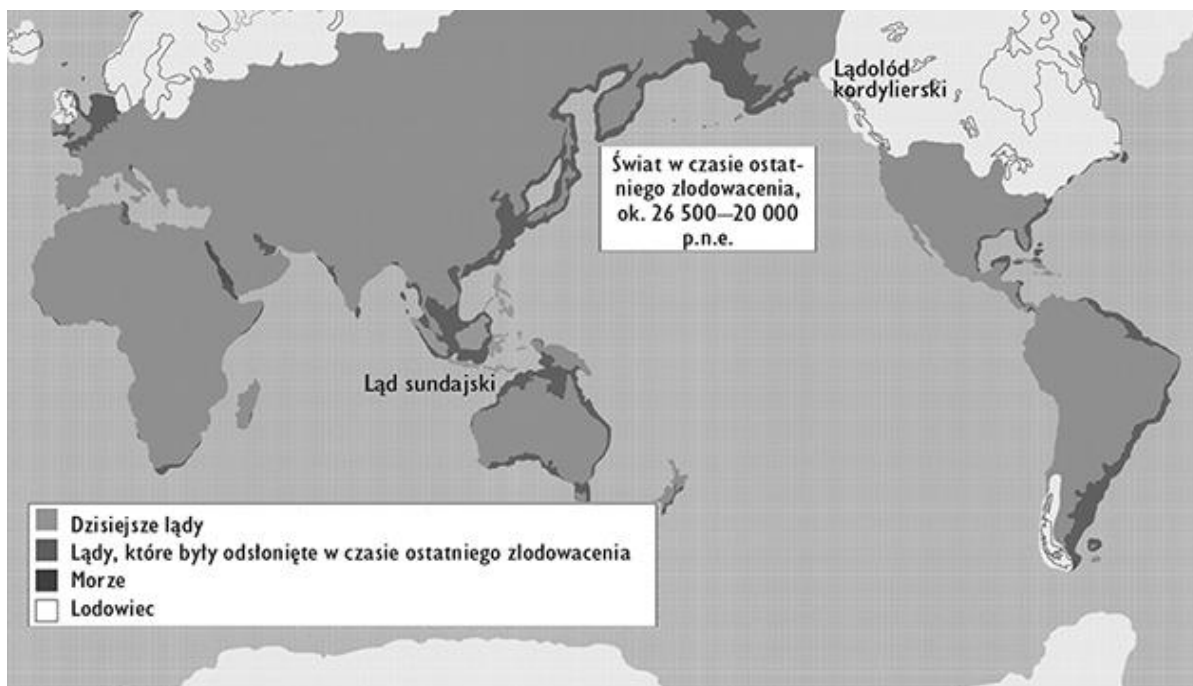 Lądolód
kordylierski
Świat w czasie ostat-
niego zlodowacenia,
ok. 26 500—20 000
p.n.e.
Ląd sundajski
Dzisiejsze lądy
Lądy, które były odsłonięte w czasie ostatniego zlodowacenia
Morze
Lodowiec